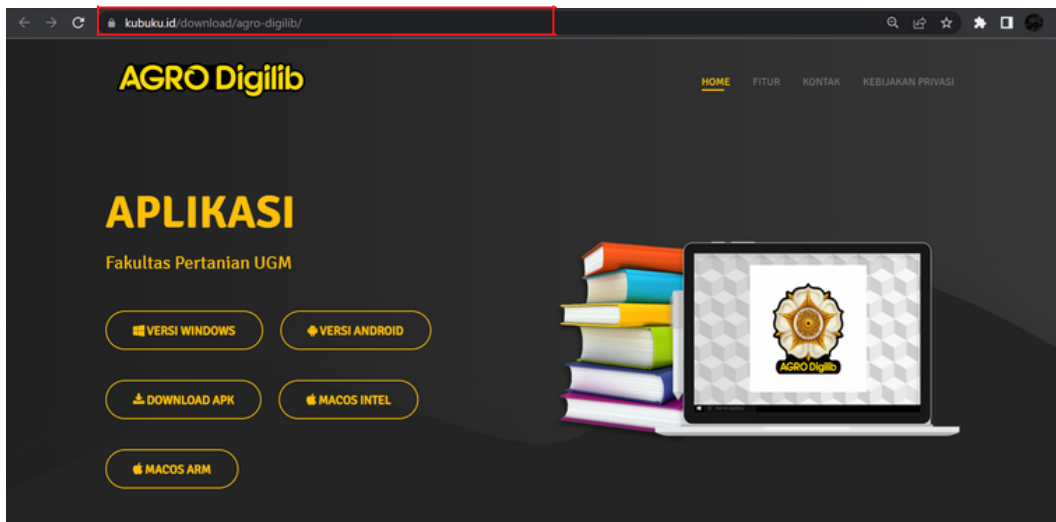 kubuku.id/download/agro-digilib/
AGRO Digilib
HOME FITUR KONTAK KEBIJAKAN PRIVASI
APLIKASI
Fakultas Pertanian UGM
VERSI WINDOWS VERSI ANDROID
DOWNLOAD APK MACOS INTEL
MACOS ARM
AGRO Digilib